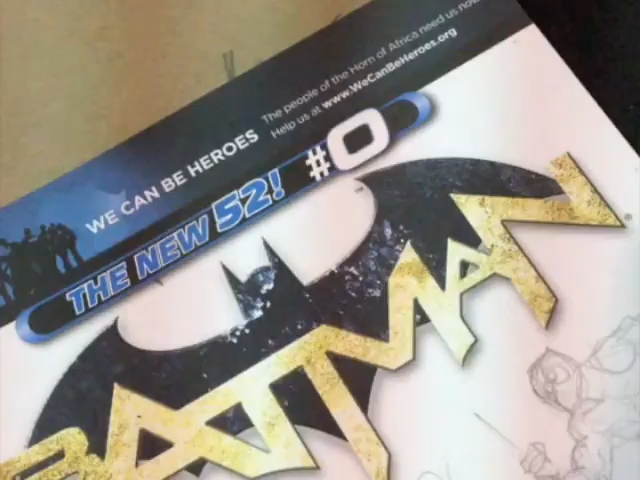 WE CAN BE HEROES
The people of the Horn of Africa need us now
Help us at www.WeCanBeHeroes.org
THE NEW 52! #0
BATMAN